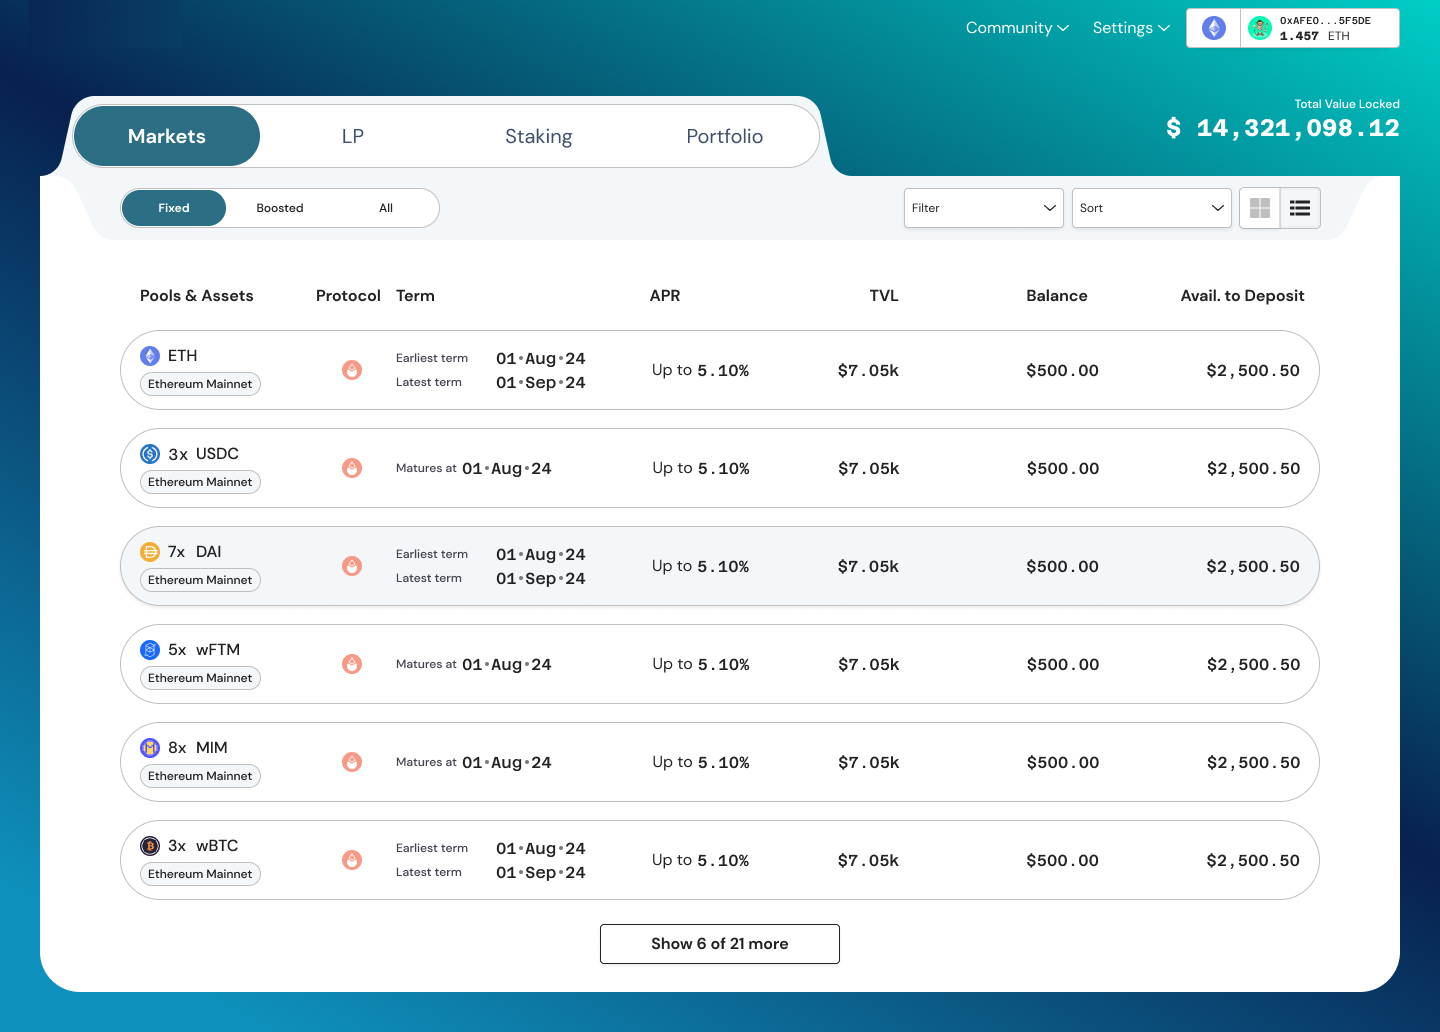 Community
Settings
0xAFE0...5F5DE
1.457 ETH
Total Value Locked
$ 14,321,098.12
Markets
LP
Staking
Portfolio
Fixed
Boosted
All
Filter
Sort
Pools & Assets
Protocol
Term
APR
TVL
Balance
Avail. to Deposit
ETH
Ethereum Mainnet
Earliest term 01•Aug•24
Latest term 01•Sep•24
Up to 5.10%
$7.05k
$500.00
$2,500.50
3x USDC
Ethereum Mainnet
Matures at 01•Aug•24
Up to 5.10%
$7.05k
$500.00
$2,500.50
7x DAI
Ethereum Mainnet
Earliest term 01•Aug•24
Latest term 01•Sep•24
Up to 5.10%
$7.05k
$500.00
$2,500.50
5x wFTM
Ethereum Mainnet
Matures at 01•Aug•24
Up to 5.10%
$7.05k
$500.00
$2,500.50
8x MIM
Ethereum Mainnet
Matures at 01•Aug•24
Up to 5.10%
$7.05k
$500.00
$2,500.50
3x wBTC
Ethereum Mainnet
Earliest term 01•Aug•24
Latest term 01•Sep•24
Up to 5.10%
$7.05k
$500.00
$2,500.50
Show 6 of 21 more